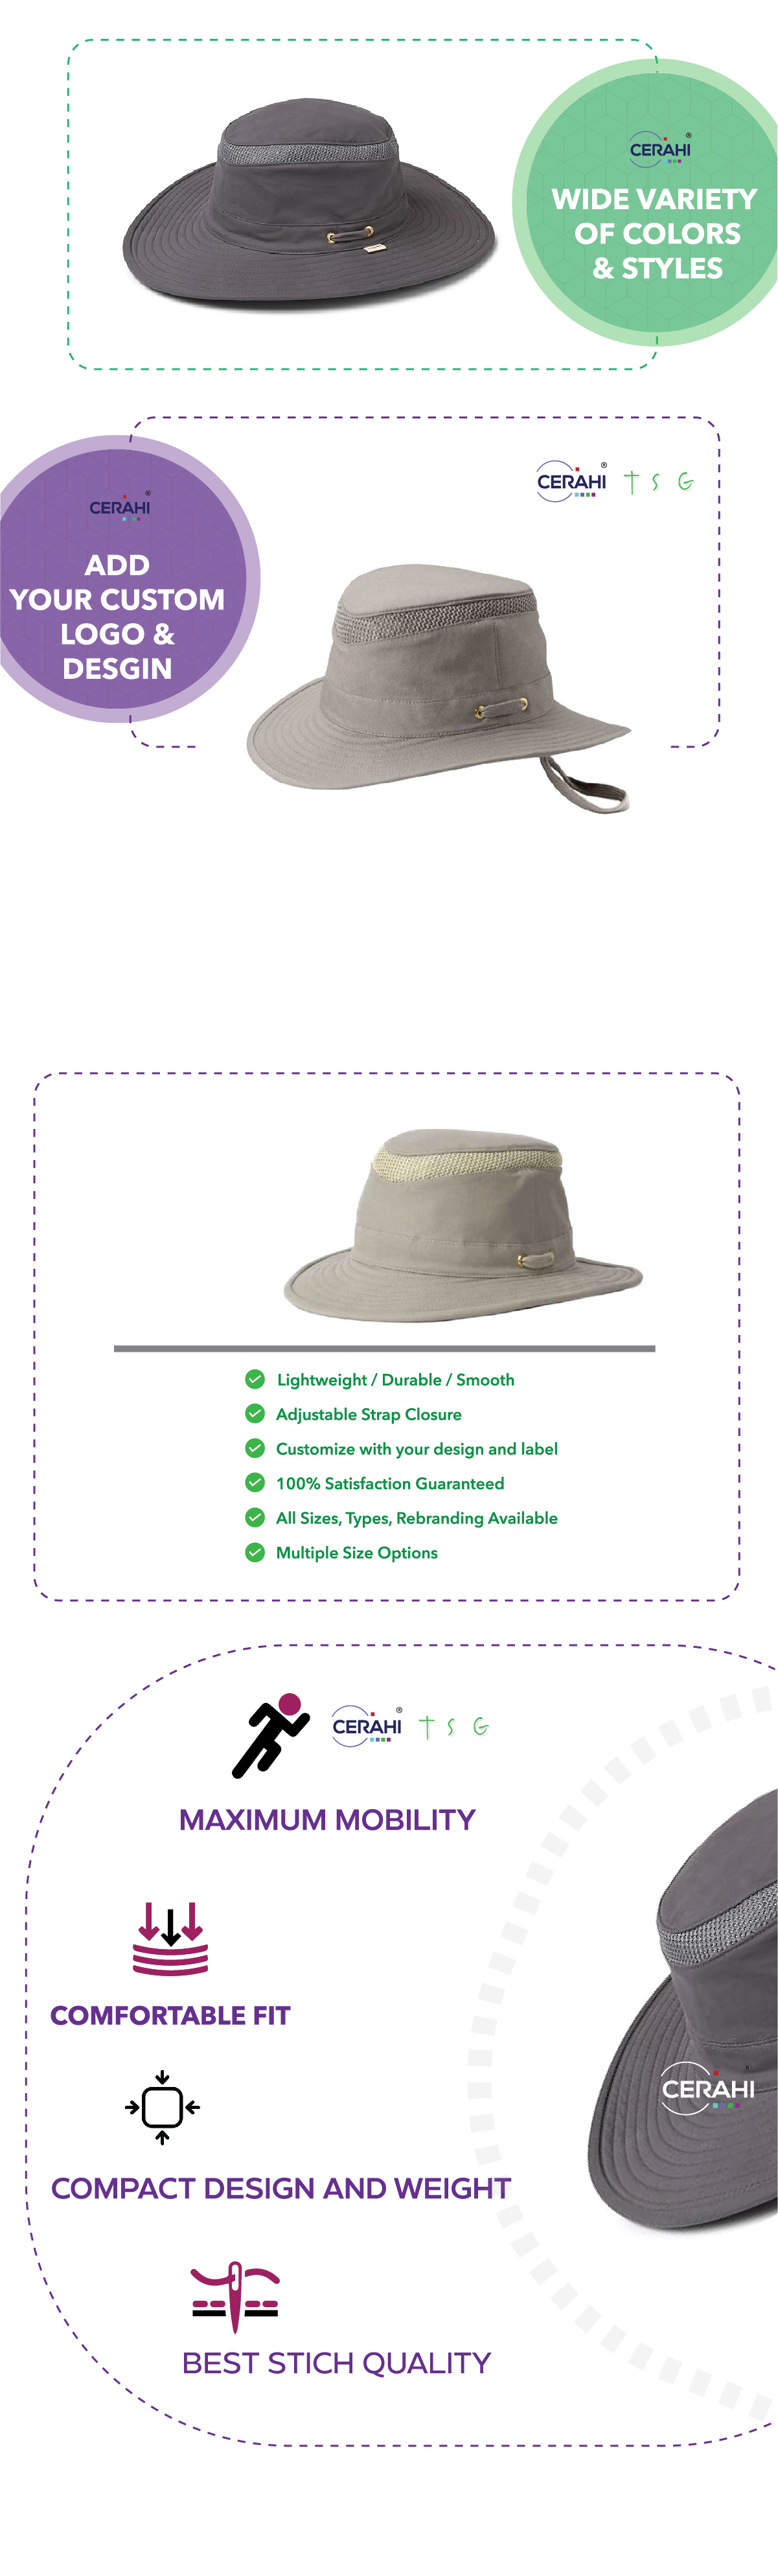 CERAHI ®
WIDE VARIETY
OF COLORS
& STYLES
CERAHI ®
ADD
YOUR CUSTOM
LOGO &
DESGIN
CERAHI ® T S G
Lightweight / Durable / Smooth
Adjustable Strap Closure
Customize with your design and label
100% Satisfaction Guaranteed
All Sizes, Types, Rebranding Available
Multiple Size Options
CERAHI ® T S G
MAXIMUM MOBILITY
COMFORTABLE FIT
CERAHI
COMPACT DESIGN AND WEIGHT
BEST STICH QUALITY